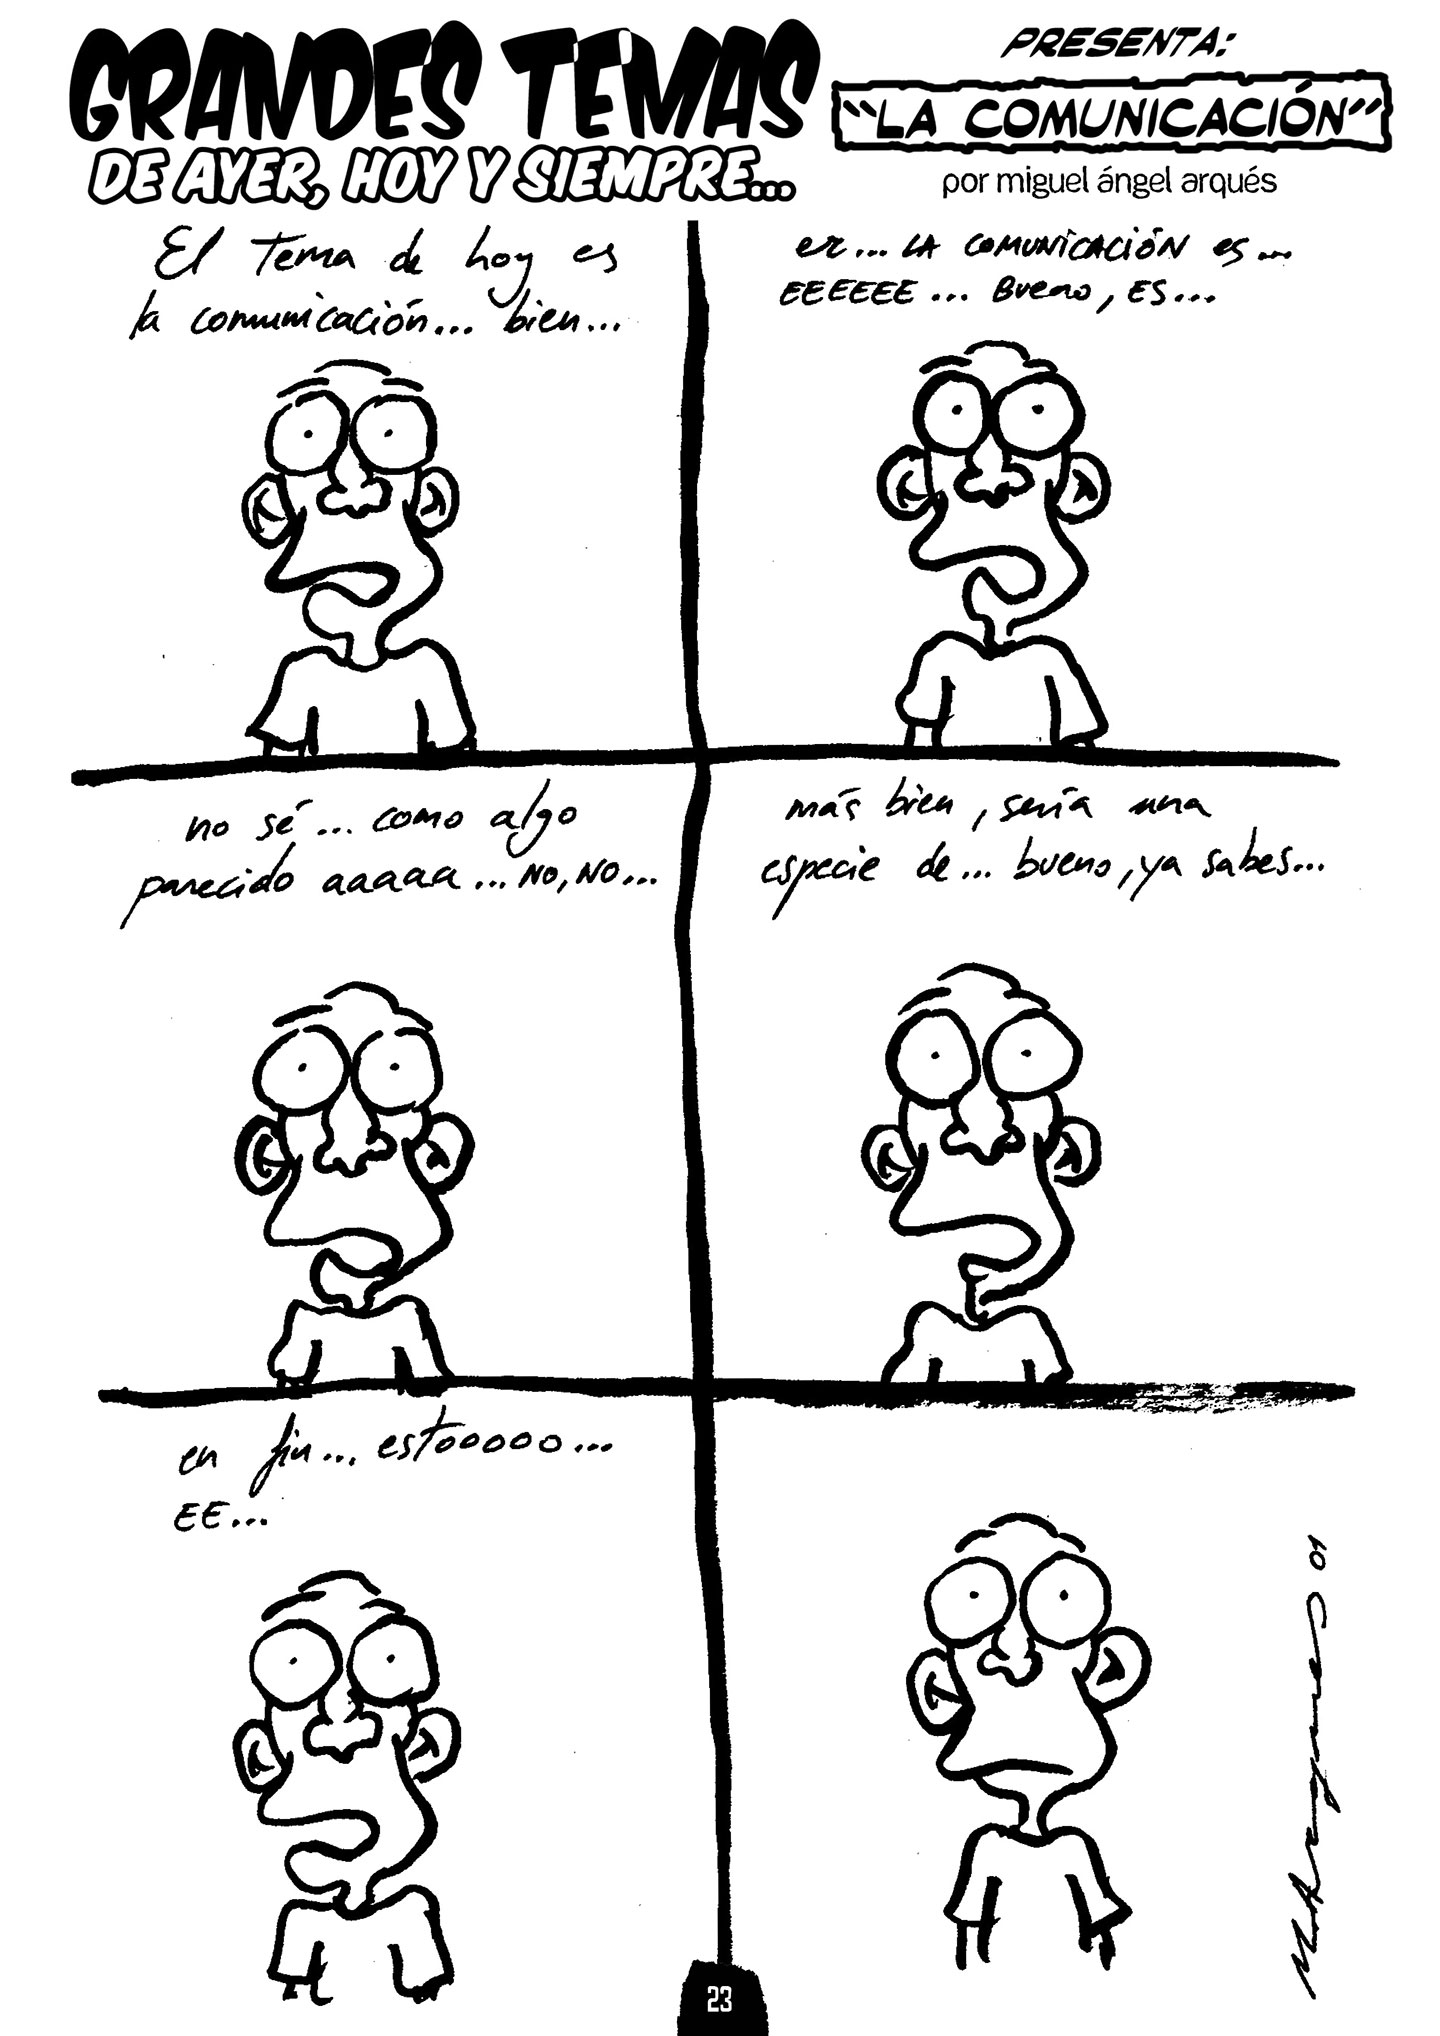 GRANDES TEMAS
DE AYER, HOY Y SIEMPRE...
PRESENTA:
"LA COMUNICACIÓN"
por miguel ángel arqués
El tema de hoy es
la comunicación... bien...
er... LA COMUNICACIÓN es...
EEEEEE... Bueno, ES...
no sé... como algo
parecido aaaaa... NO, NO...
más bien, sería una
especie de... bueno, ya sabes...
en fin... estooooo...
EE...
MAArques 01
23